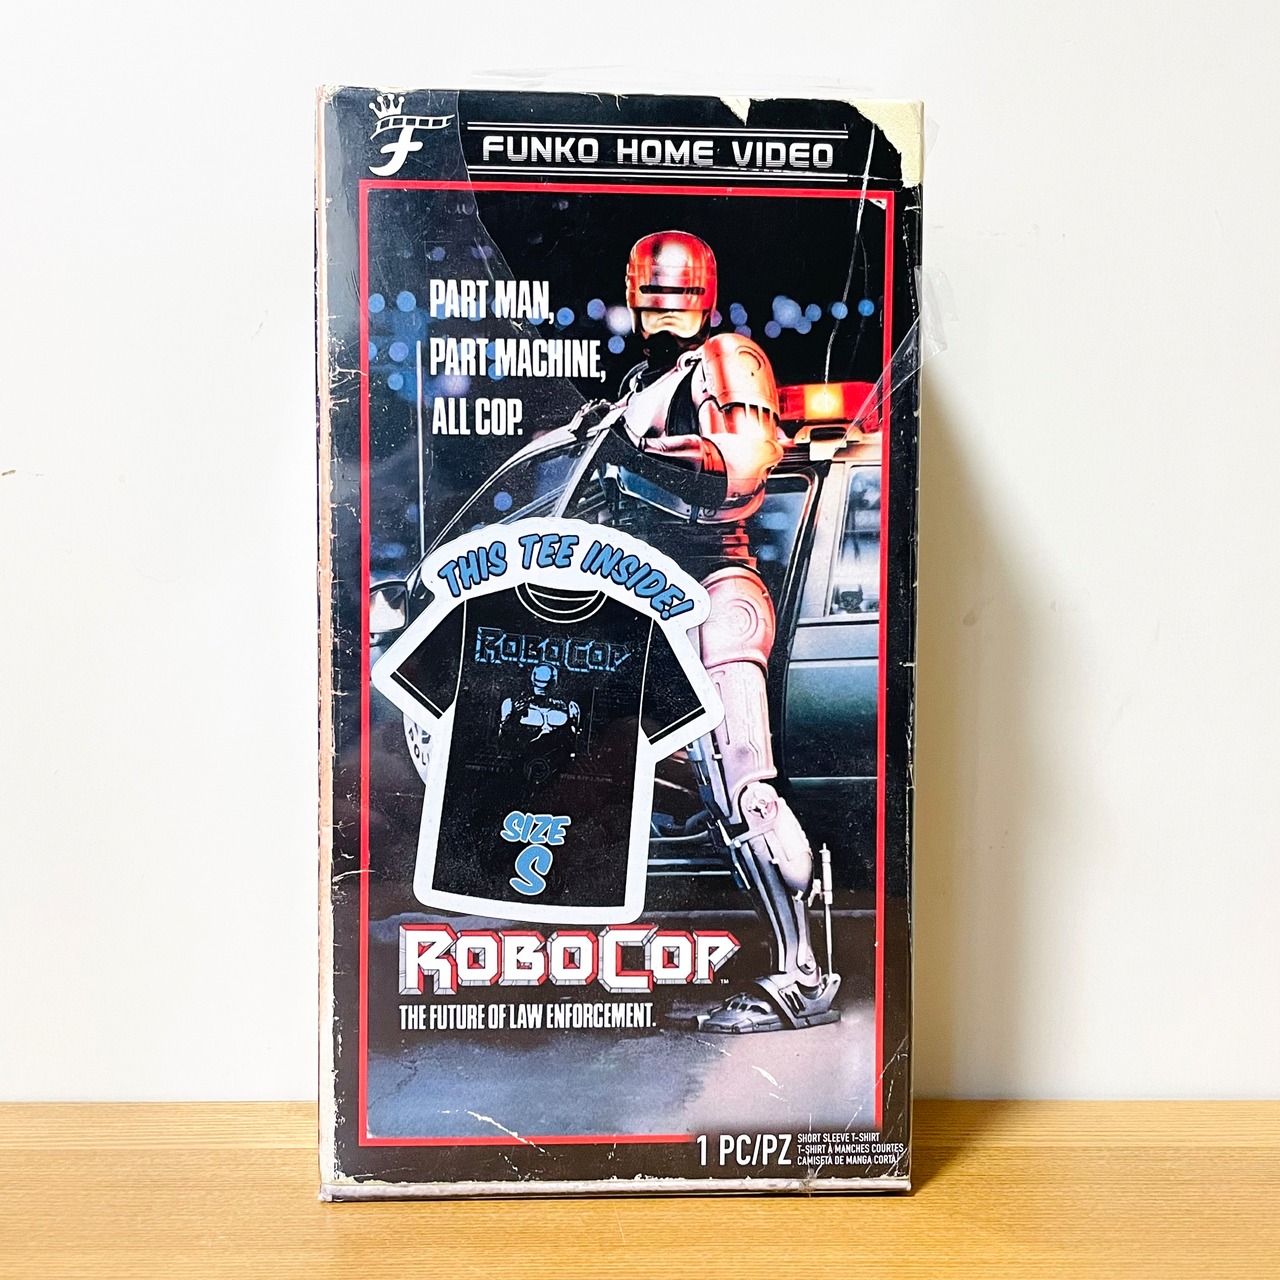 FUNKO HOME VIDEO
PART MAN,
PART MACHINE,
ALL COP.
THIS TEE INSIDE!
ROBOCOP
SIZE
S
ROBOCOP™
THE FUTURE OF LAW ENFORCEMENT.
1 PC/PZ
SHORT SLEEVE T-SHIRT
T-SHIRT À MANCHES COURTES
CAMISETA DE MANGA CORTA